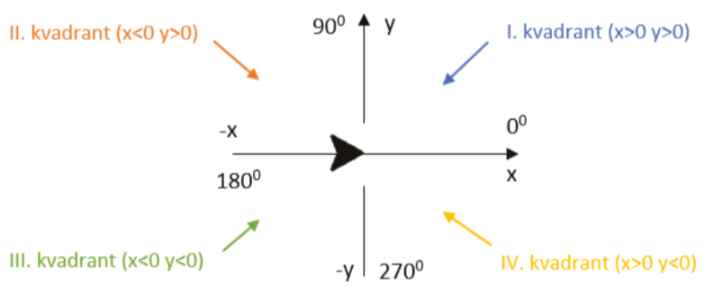 90⁰ y
II. kvadrant (x<0 y>0)
I. kvadrant (x>0 y>0)
-x
0⁰
180⁰
x
III. kvadrant (x<0 y<0)
IV. kvadrant (x>0 y<0)
-y 270⁰